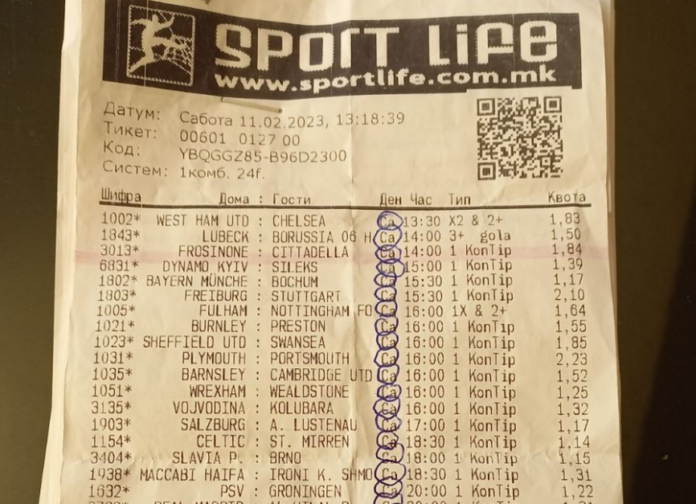 SPORT LIFE
www.sportlife.com.mk
Датум: Сабота 11.02.2023, 13:18:39
Тикет: 00601 0127 00
Код: YBQGGZ85-B96D2300
Систем: 1комб. 24г.
Шифра Дома : Гости Ден Час Тип Квота
1002* WEST HAM UTD : CHELSEA Са 13:30 X2 & 2+ 1,83
1843* LUBECK : BORUSSIA 06 H Са 14:00 3+ gola 1,50
3013* FROSINONE : CITTADELLA Са 14:00 1 KonTip 1,84
6831* DYNAMO KYIV : SILEKS Са 15:00 1 KonTip 1,39
1802* BAYERN MÜNCHE : BOCHUM Са 15:30 1 KonTip 1,17
1803* FREIBURG : STUTTGART Са 15:30 1 KonTip 2,10
1005* FULHAM : NOTTINGHAM FO Са 16:00 1X & 2+ 1,64
1021* BURNLEY : PRESTON Са 16:00 1 KonTip 1,55
1023* SHEFFIELD UTD : SWANSEA Са 16:00 1 KonTip 1,85
1031* PLYMOUTH : PORTSMOUTH Са 16:00 1 KonTip 2,23
1035* BARNSLEY : CAMBRIDGE UTD Са 16:00 1 KonTip 1,52
1051* WREXHAM : WEALDSTONE Са 16:00 1 KonTip 1,25
3135* VOJVODINA : KOLUBARA Са 16:00 1 KonTip 1,32
1903* SALZBURG : A. LUSTENAU Са 17:00 1 KonTip 1,17
1154* CELTIC : ST. MIRREN Са 18:30 1 KonTip 1,14
3404* SLAVIA P. : BRNO Са 18:00 1 KonTip 1,15
1938* MACCABI HAIFA : IRONI K. SHMO Са 18:30 1 KonTip 1,31
1632* PSV : GRONINGEN Са 20:00 1 KonTip 1,22